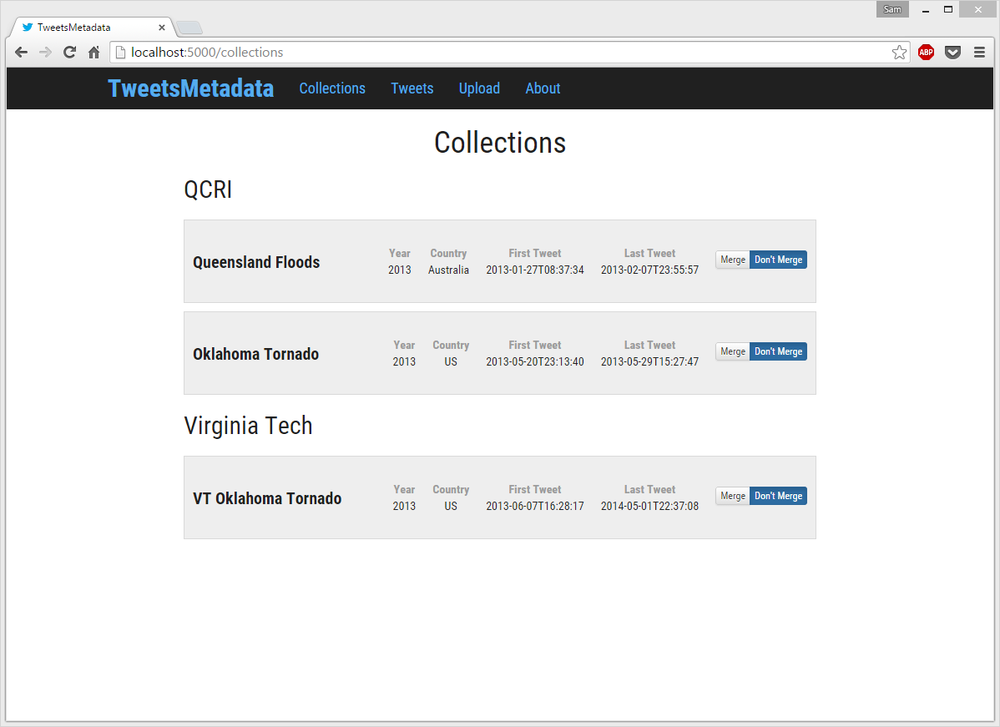 Sam
TweetsMetadata
localhost:5000/collections
ABP
TweetsMetadata Collections Tweets Upload About
Collections
QCRI
Queensland Floods
Year Country First Tweet Last Tweet
2013 Australia 2013-01-27T08:37:34 2013-02-07T23:55:57
Merge Don't Merge
Oklahoma Tornado
Year Country First Tweet Last Tweet
2013 US 2013-05-20T23:13:40 2013-05-29T15:27:47
Merge Don't Merge
Virginia Tech
VT Oklahoma Tornado
Year Country First Tweet Last Tweet
2013 US 2013-06-07T16:28:17 2014-05-01T22:37:08
Merge Don't Merge